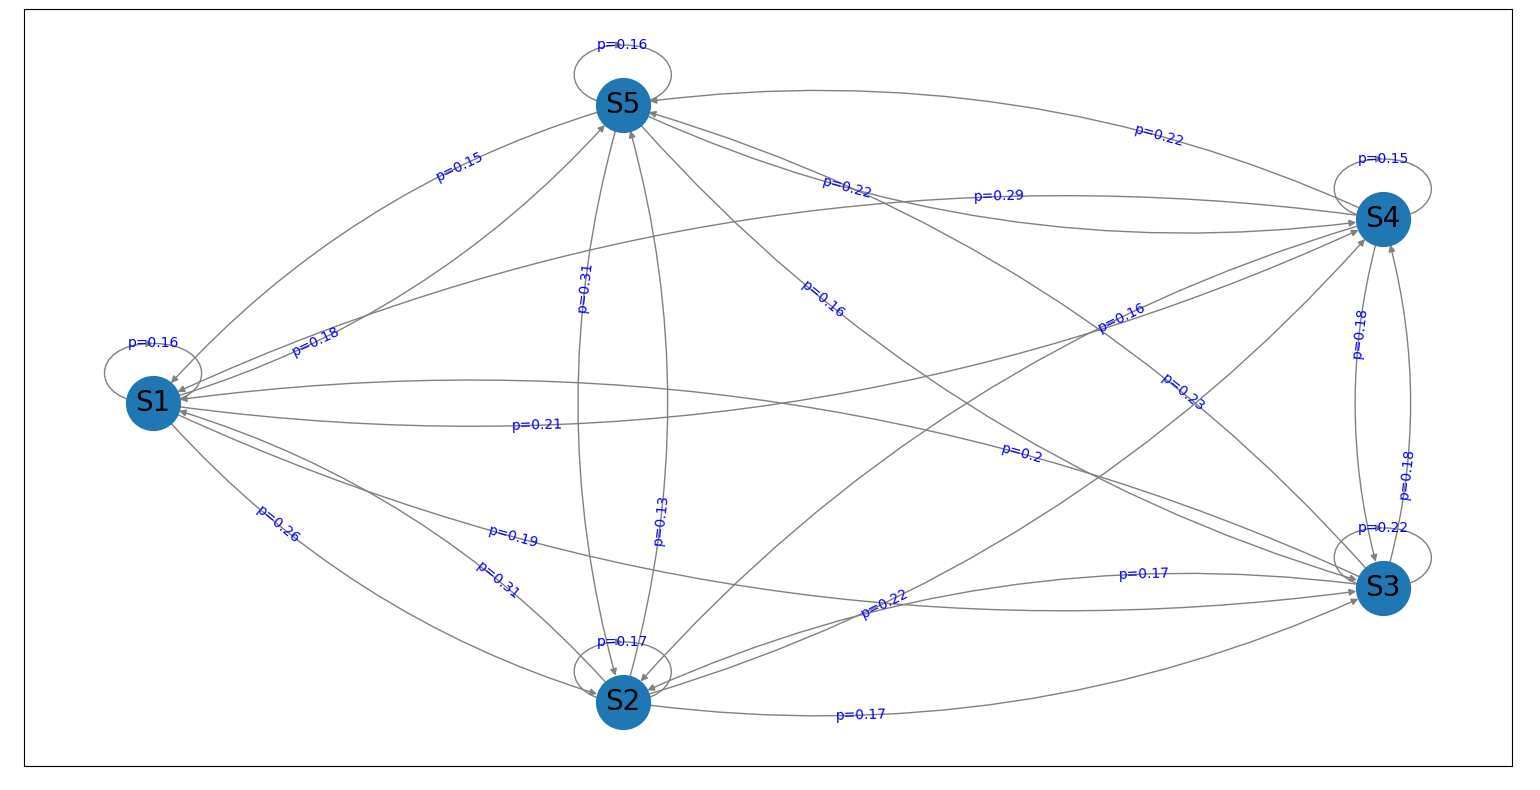 p=0.16
S5
p=0.22
p=0.15
p=0.15
p=0.22
p=0.29
S4
p=0.31
p=0.16
p=0.16
p=0.18
p=0.18
p=0.16
S1
p=0.23
p=0.21
p=0.2
p=0.18
p=0.26
p=0.13
p=0.19
p=0.22
p=0.31
p=0.17
S3
p=0.22
p=0.17
S2
p=0.17